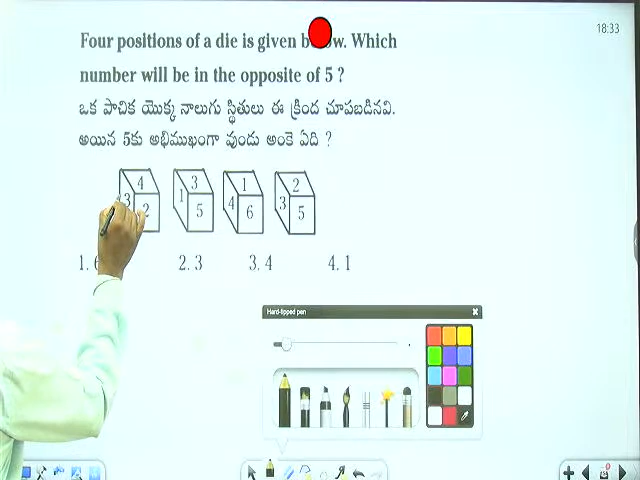 Four positions of a die is given Which
number will be in the opposite of 5 ?
ఒక పాచిక యొక్క నాలుగు స్థితులు ఈ క్రింద చూపబడినవి.
అయిన 5కు అభిముఖంగా వుండు అంకె ఏది ?
4 3 2
3 1 5
1 4 6
2 3 5
1. 6 2. 3 3. 4 4. 1
18:33
Hard-tipped pen